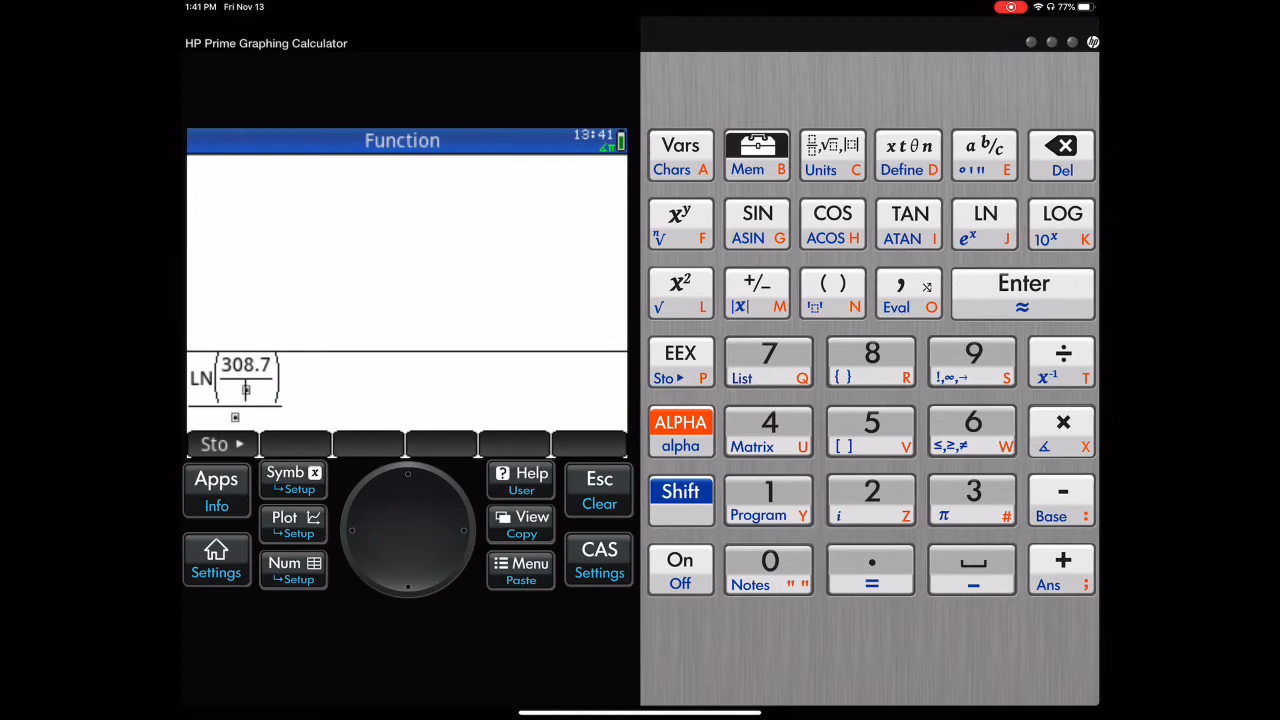 1:41 PM Fri Nov 13
77%
HP Prime Graphing Calculator
hp
Function
13:41
∡π
LN(308.7
Sto ▶
Apps
Info
Symb x
↪Setup
Plot
↪Setup
Num
↪Setup
Settings
? Help
User
View
Copy
Menu
Paste
Esc
Clear
CAS
Settings
Vars
Chars A
Mem B
Units C
x t θ n
Define D
a b/c
° ' " E
Del
xʸ
ⁿ√ F
SIN
ASIN G
COS
ACOS H
TAN
ATAN I
LN
eˣ J
LOG
10ˣ K
x²
√ L
+/−
|x| M
( )
N
,
Eval O
Enter
≈
EEX
Sto ▶ P
7
List Q
8
{ } R
9
!,∞,→ S
÷
x⁻¹ T
ALPHA
alpha
4
Matrix U
5
[ ] V
6
≤,≥,≠ W
×
∡ X
Shift
1
Program Y
2
i Z
3
π #
-
Base :
On
Off
0
Notes " "
.
=
␣
_
+
Ans ;